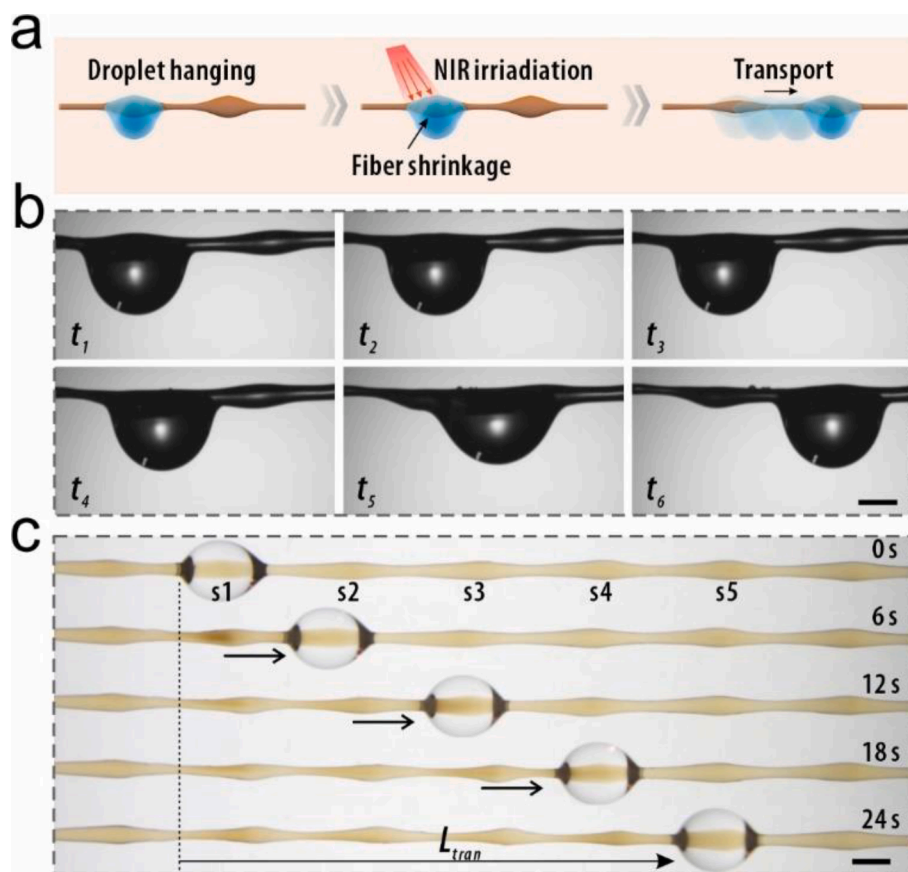 a
Droplet hanging
NIR irriadiation
Transport
Fiber shrinkage
b
t1
t2
t3
t4
t5
t6
c
0 s
s1 s2 s3 s4 s5
6 s
12 s
18 s
24 s
Ltran